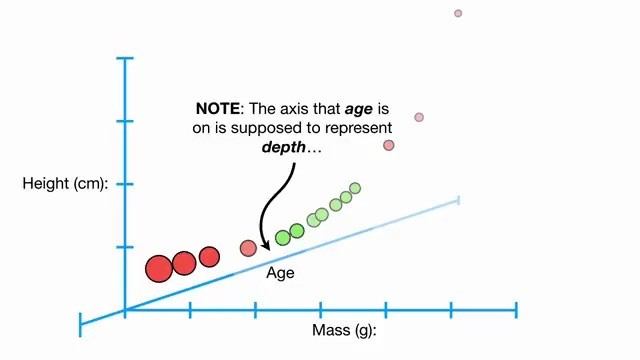 NOTE: The axis that age is
on is supposed to represent
depth…
Height (cm):
Age
Mass (g):